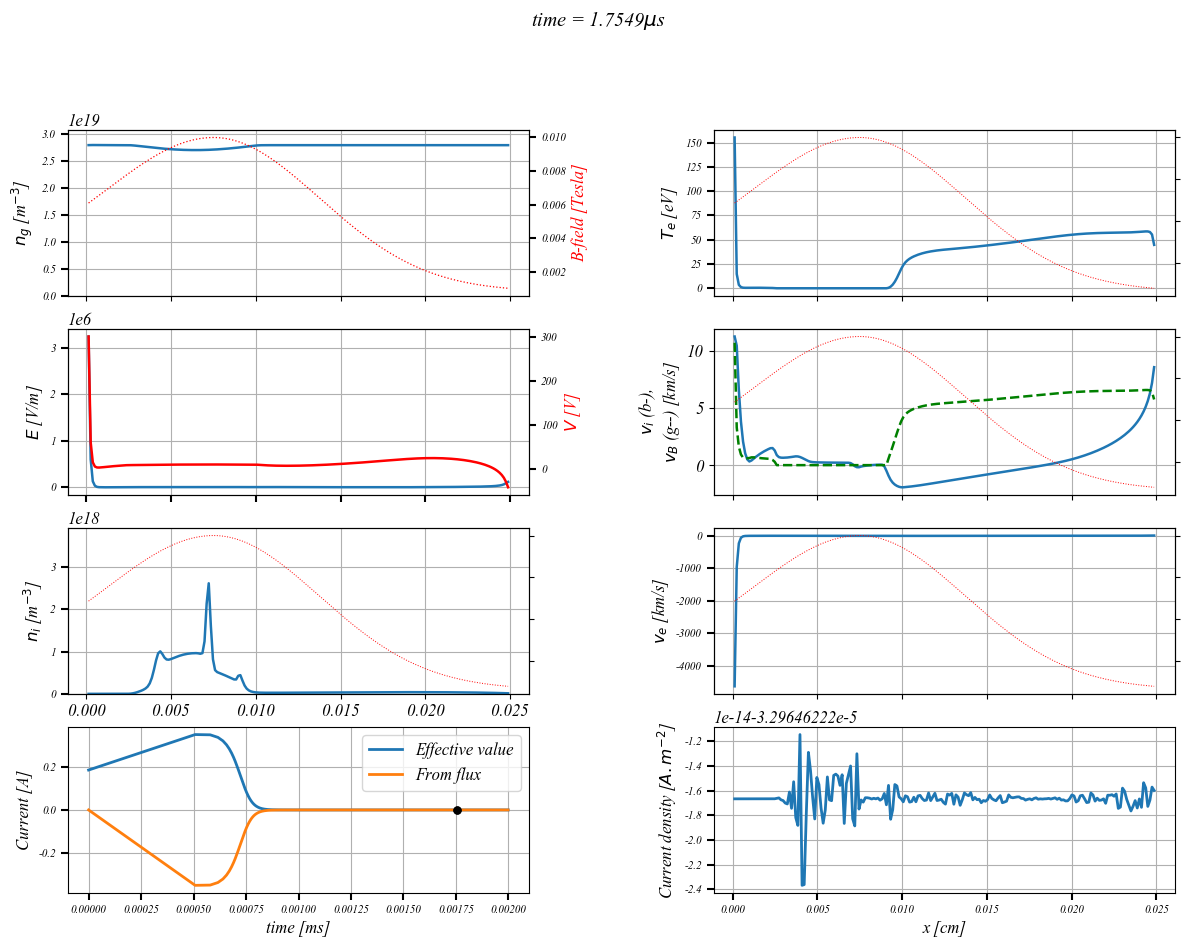 time = 1.7549μs
1e19
3.0
2.5
2.0
1.5
1.0
0.5
0.0
n_g [m⁻³]
0.010
0.008
0.006
0.004
0.002
B-field [Tesla]
150
125
100
75
50
25
0
T_e [eV]
1e6
3
2
1
0
E [V/m]
300
200
100
0
V [V]
10
5
0
v_i (b-),
v_B (g--) [km/s]
1e18
3
2
1
0
n_i [m⁻³]
0.000 0.005 0.010 0.015 0.020 0.025
0
-1000
-2000
-3000
-4000
v_e [km/s]
0.2
0.0
-0.2
Current [A]
Effective value
From flux
0.00000 0.00025 0.00050 0.00075 0.00100 0.00125 0.00150 0.00175 0.00200
time [ms]
1e-14-3.29646222e-5
-1.2
-1.4
-1.6
-1.8
-2.0
-2.2
-2.4
Current density [A.m⁻²]
0.000 0.005 0.010 0.015 0.020 0.025
x [cm]